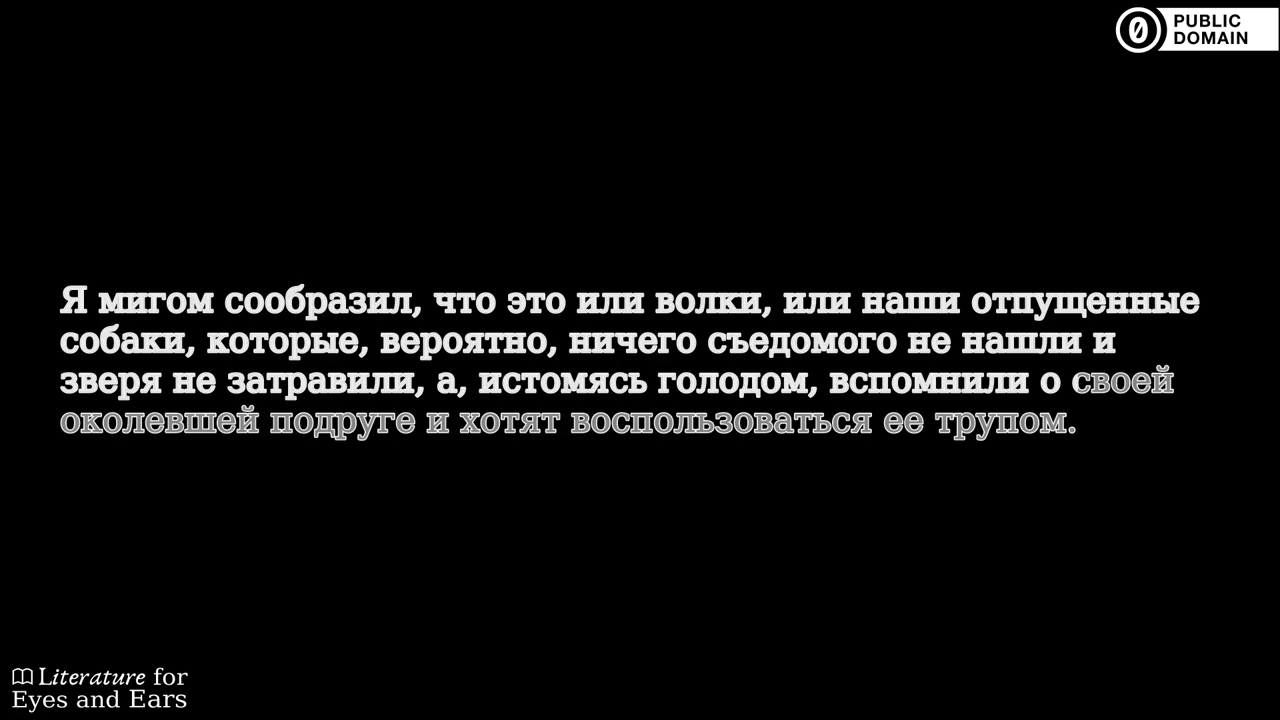 PUBLIC
DOMAIN
Я мигом сообразил, что это или волки, или наши отпущенные
собаки, которые, вероятно, ничего съедомого не нашли и
зверя не затравили, а, истомясь голодом, вспомнили о своей
околевшей подруге и хотят воспользоваться ее трупом.
Literature for
Eyes and Ears